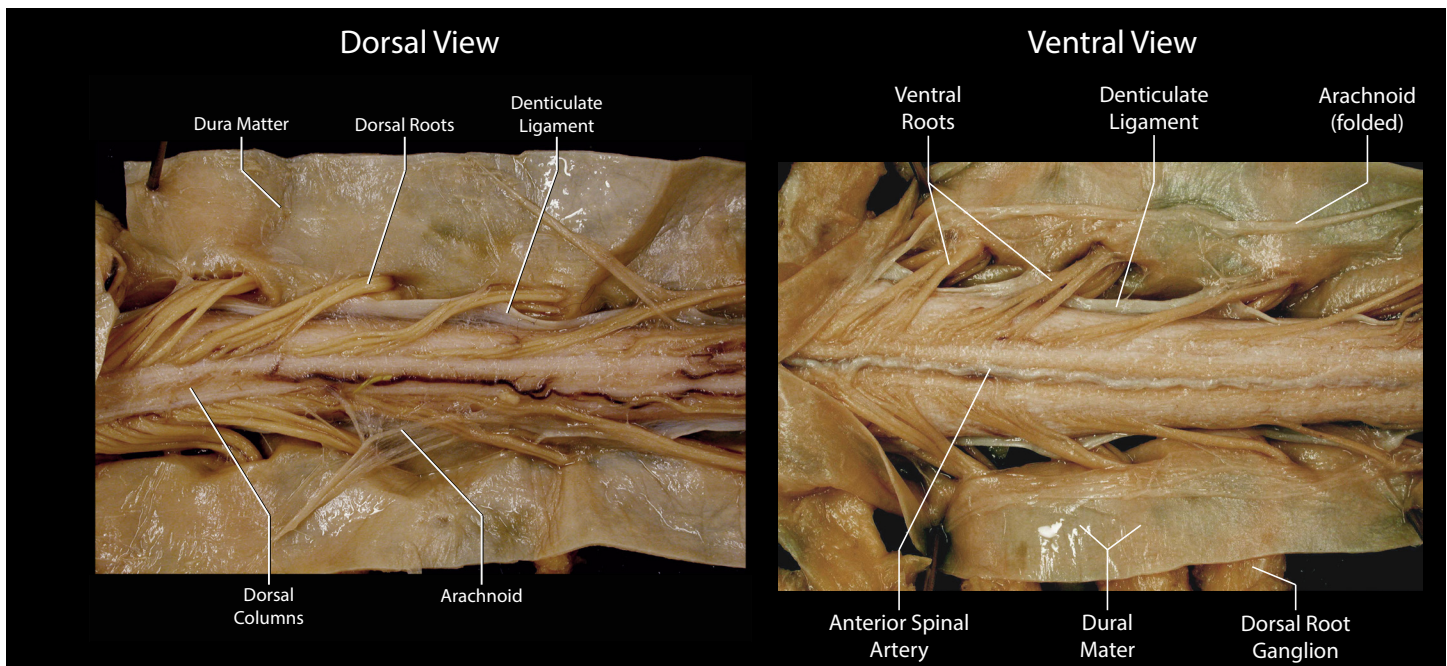 Dorsal View
Dura Matter
Dorsal Roots
Denticulate
Ligament
Dorsal
Columns
Arachnoid
Ventral View
Ventral
Roots
Denticulate
Ligament
Arachnoid
(folded)
Anterior Spinal
Artery
Dural
Mater
Dorsal Root
Ganglion